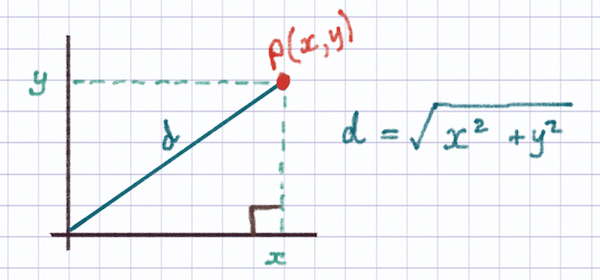 P(x,y)
y
d
d = √x² + y²
x